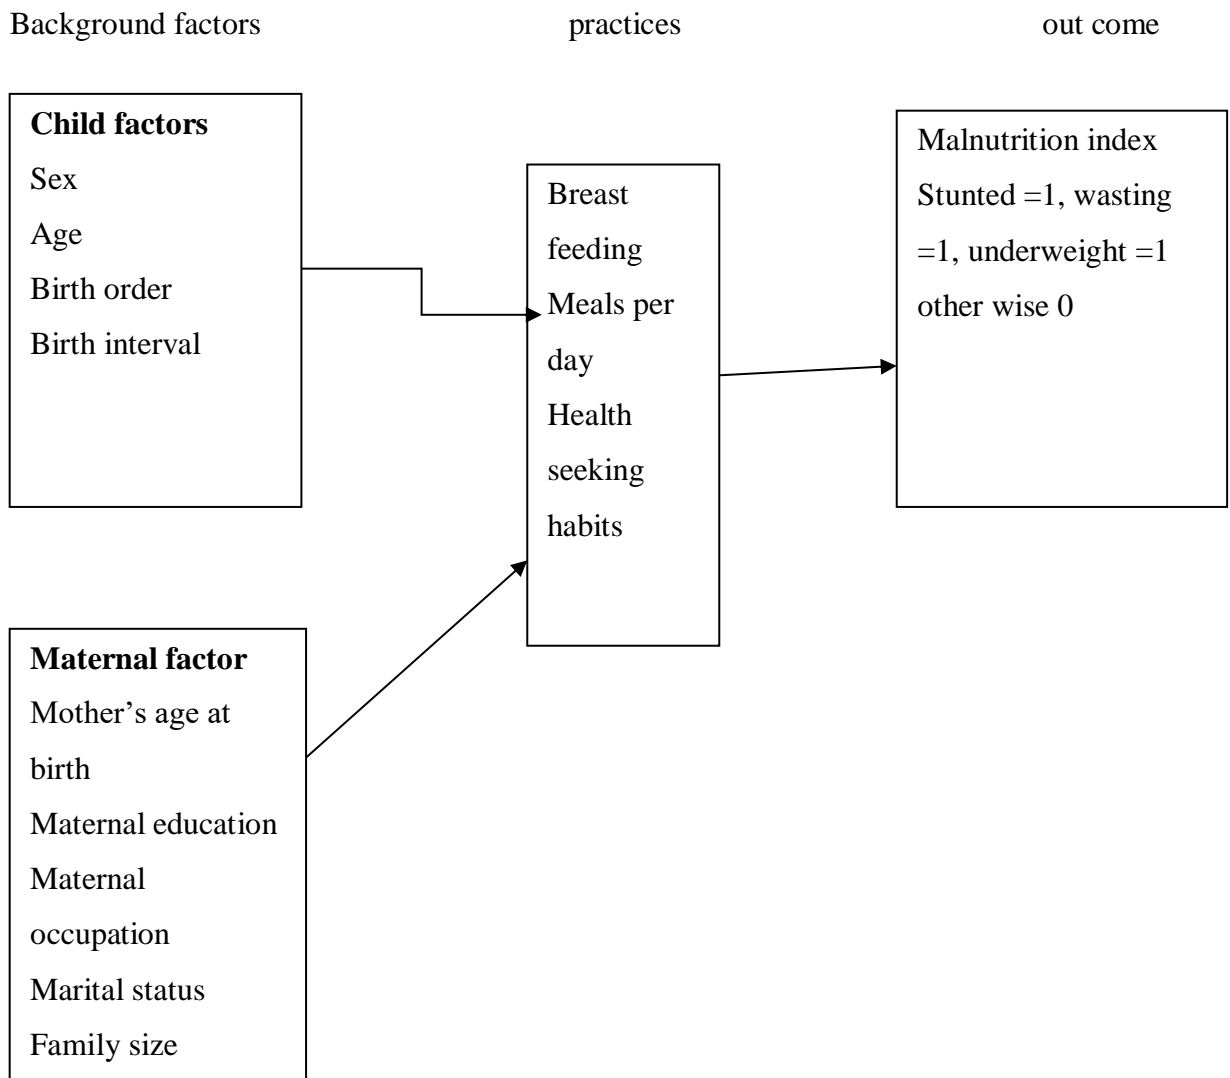 Background factors
practices
out come
Child factors
Sex
Age
Birth order
Birth interval
Maternal factor
Mother’s age at
birth
Maternal education
Maternal
occupation
Marital status
Family size
Breast
feeding
Meals per
day
Health
seeking
habits
Malnutrition index
Stunted =1, wasting
=1, underweight =1
other wise 0